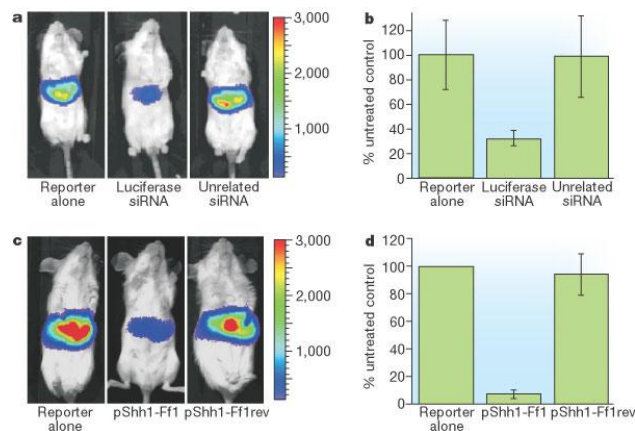 a
3,000
2,000
1,000
Reporter alone
Luciferase siRNA
Unrelated siRNA
b
% untreated control
120
100
80
60
40
20
0
Reporter alone
Luciferase siRNA
Unrelated siRNA
c
3,000
2,000
1,000
Reporter alone
pShh1-Ff1
pShh1-Ff1rev
d
% untreated control
120
100
80
60
40
20
0
Reporter alone
pShh1-Ff1
pShh1-Ff1rev